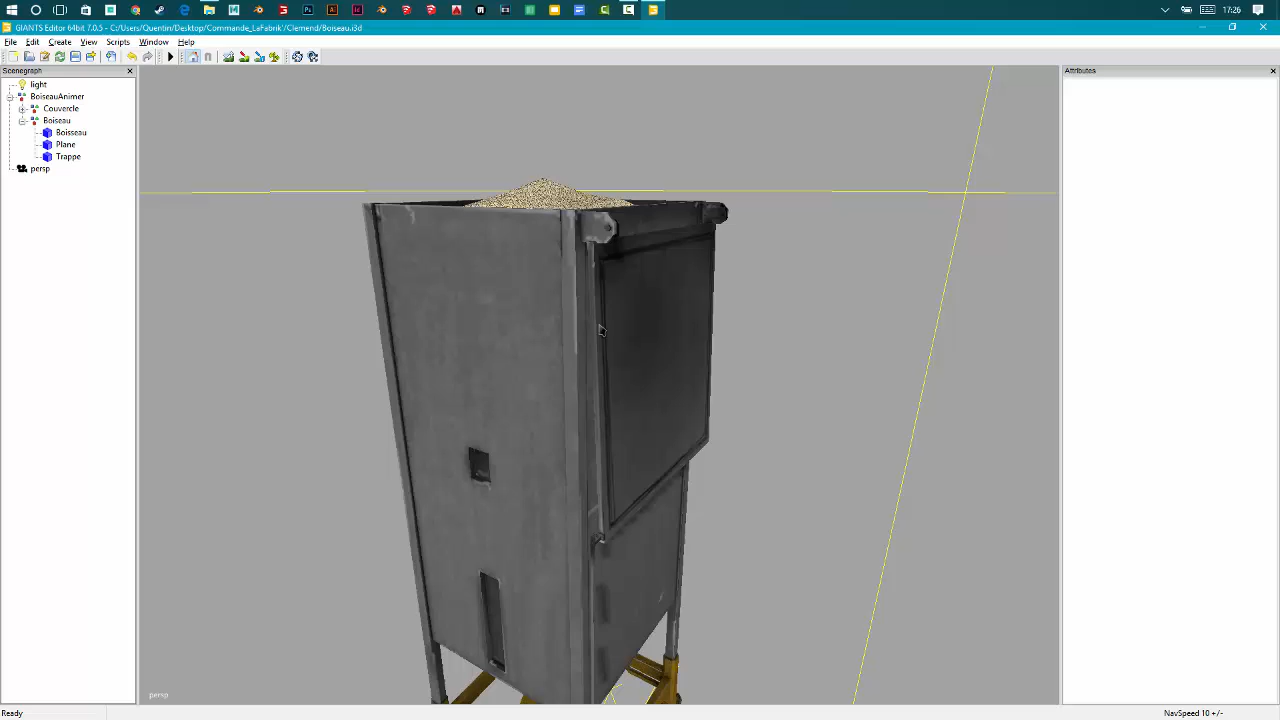 17:26
GIANTS Editor 64bit 7.0.5 - C:/Users/Quentin/Desktop/Commande_LaFabrik'/Clemend/Boiseau.i3d
File Edit Create View Scripts Window Help
Scenegraph
Attributes
light
BoiseauAnimer
Couvercle
Boiseau
Boisseau
Plane
Trappe
persp
persp
Ready
NavSpeed 10 +/-